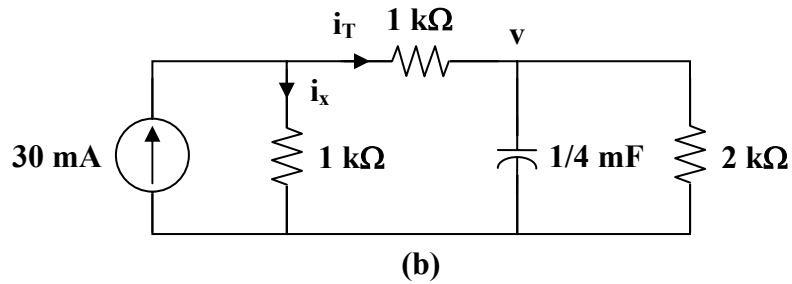 i_T 1 kΩ v
i_x
30 mA 1 kΩ 1/4 mF 2 kΩ
(b)